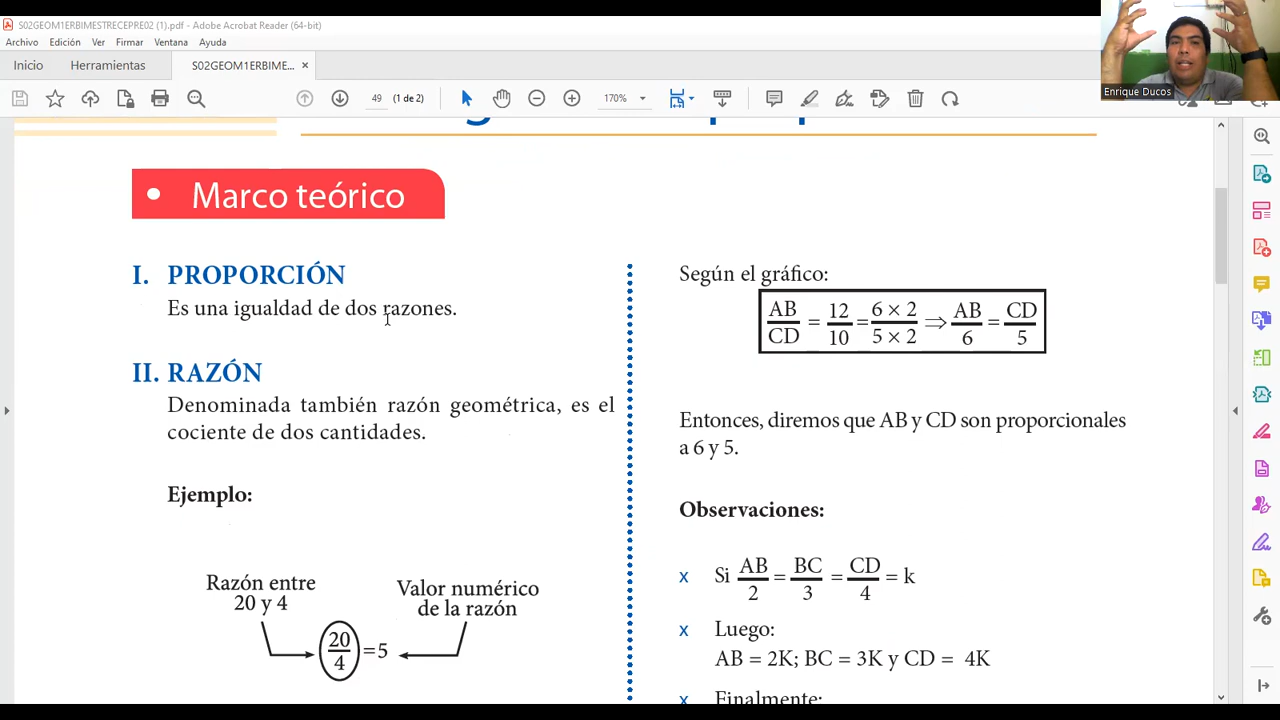 S02GEOM1ERBIMESTRECEPRE02 (1).pdf - Adobe Acrobat Reader (64-bit)
Archivo Edición Ver Firmar Ventana Ayuda
Inicio Herramientas S02GEOM1ERBIMESTRE... ×
49 (1 de 2) 170%
Enrique Ducos
• Marco teórico
I. PROPORCIÓN
Es una igualdad de dos razones.
II. RAZÓN
Denominada también razón geométrica, es el
cociente de dos cantidades.
Ejemplo:
Razón entre
20 y 4
Valor numérico
de la razón
20/4 = 5
Según el gráfico:
AB/CD = 12/10 = 6 × 2/5 × 2 ⇒ AB/6 = CD/5
Entonces, diremos que AB y CD son proporcionales
a 6 y 5.
Observaciones:
x Si AB/2 = BC/3 = CD/4 = k
x Luego:
AB = 2K; BC = 3K y CD = 4K
x Finalmente: